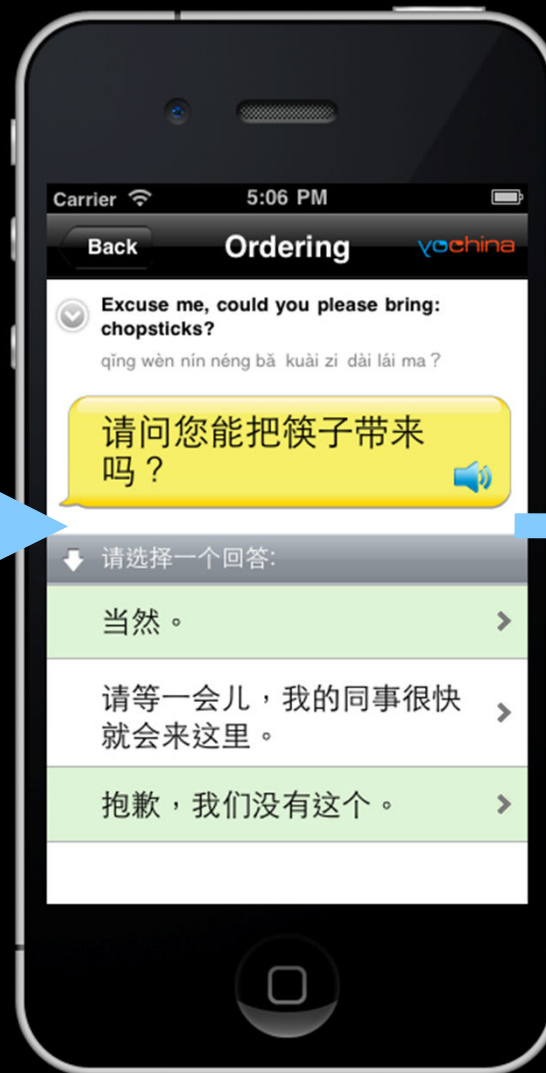 Carrier 5:06 PM
Back Ordering yochina
Excuse me, could you please bring:
chopsticks?
qǐng wèn nín néng bǎ kuài zi dài lái ma ?
请问您能把筷子带来
吗？
请选择一个回答:
当然。
请等一会儿，我的同事很快
就会来这里。
抱歉，我们没有这个。